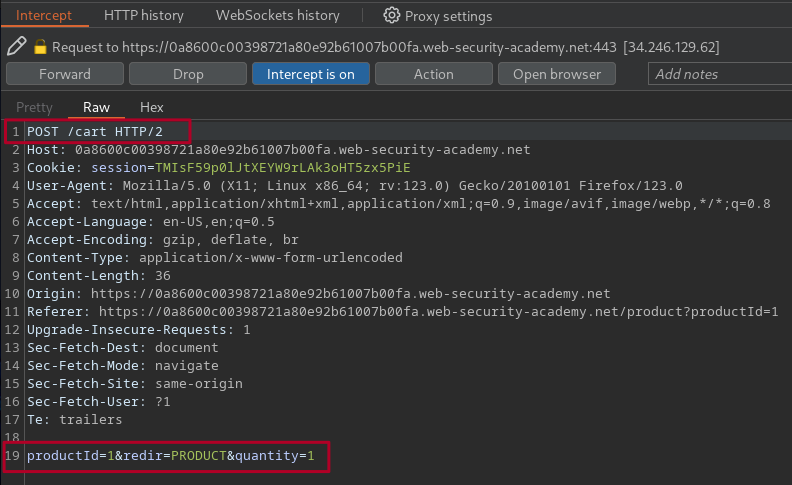 Intercept HTTP history WebSockets history Proxy settings
Request to https://0a8600c00398721a80e92b61007b00fa.web-security-academy.net:443 [34.246.129.62]
Forward Drop Intercept is on Action Open browser Add notes
Pretty Raw Hex
1 POST /cart HTTP/2
2 Host: 0a8600c00398721a80e92b61007b00fa.web-security-academy.net
3 Cookie: session=TMIsF59p0lJtXEYW9rLAk3oHT5zx5PiE
4 User-Agent: Mozilla/5.0 (X11; Linux x86_64; rv:123.0) Gecko/20100101 Firefox/123.0
5 Accept: text/html,application/xhtml+xml,application/xml;q=0.9,image/avif,image/webp,*/*;q=0.8
6 Accept-Language: en-US,en;q=0.5
7 Accept-Encoding: gzip, deflate, br
8 Content-Type: application/x-www-form-urlencoded
9 Content-Length: 36
10 Origin: https://0a8600c00398721a80e92b61007b00fa.web-security-academy.net
11 Referer: https://0a8600c00398721a80e92b61007b00fa.web-security-academy.net/product?productId=1
12 Upgrade-Insecure-Requests: 1
13 Sec-Fetch-Dest: document
14 Sec-Fetch-Mode: navigate
15 Sec-Fetch-Site: same-origin
16 Sec-Fetch-User: ?1
17 Te: trailers
18
19 productId=1&redir=PRODUCT&quantity=1